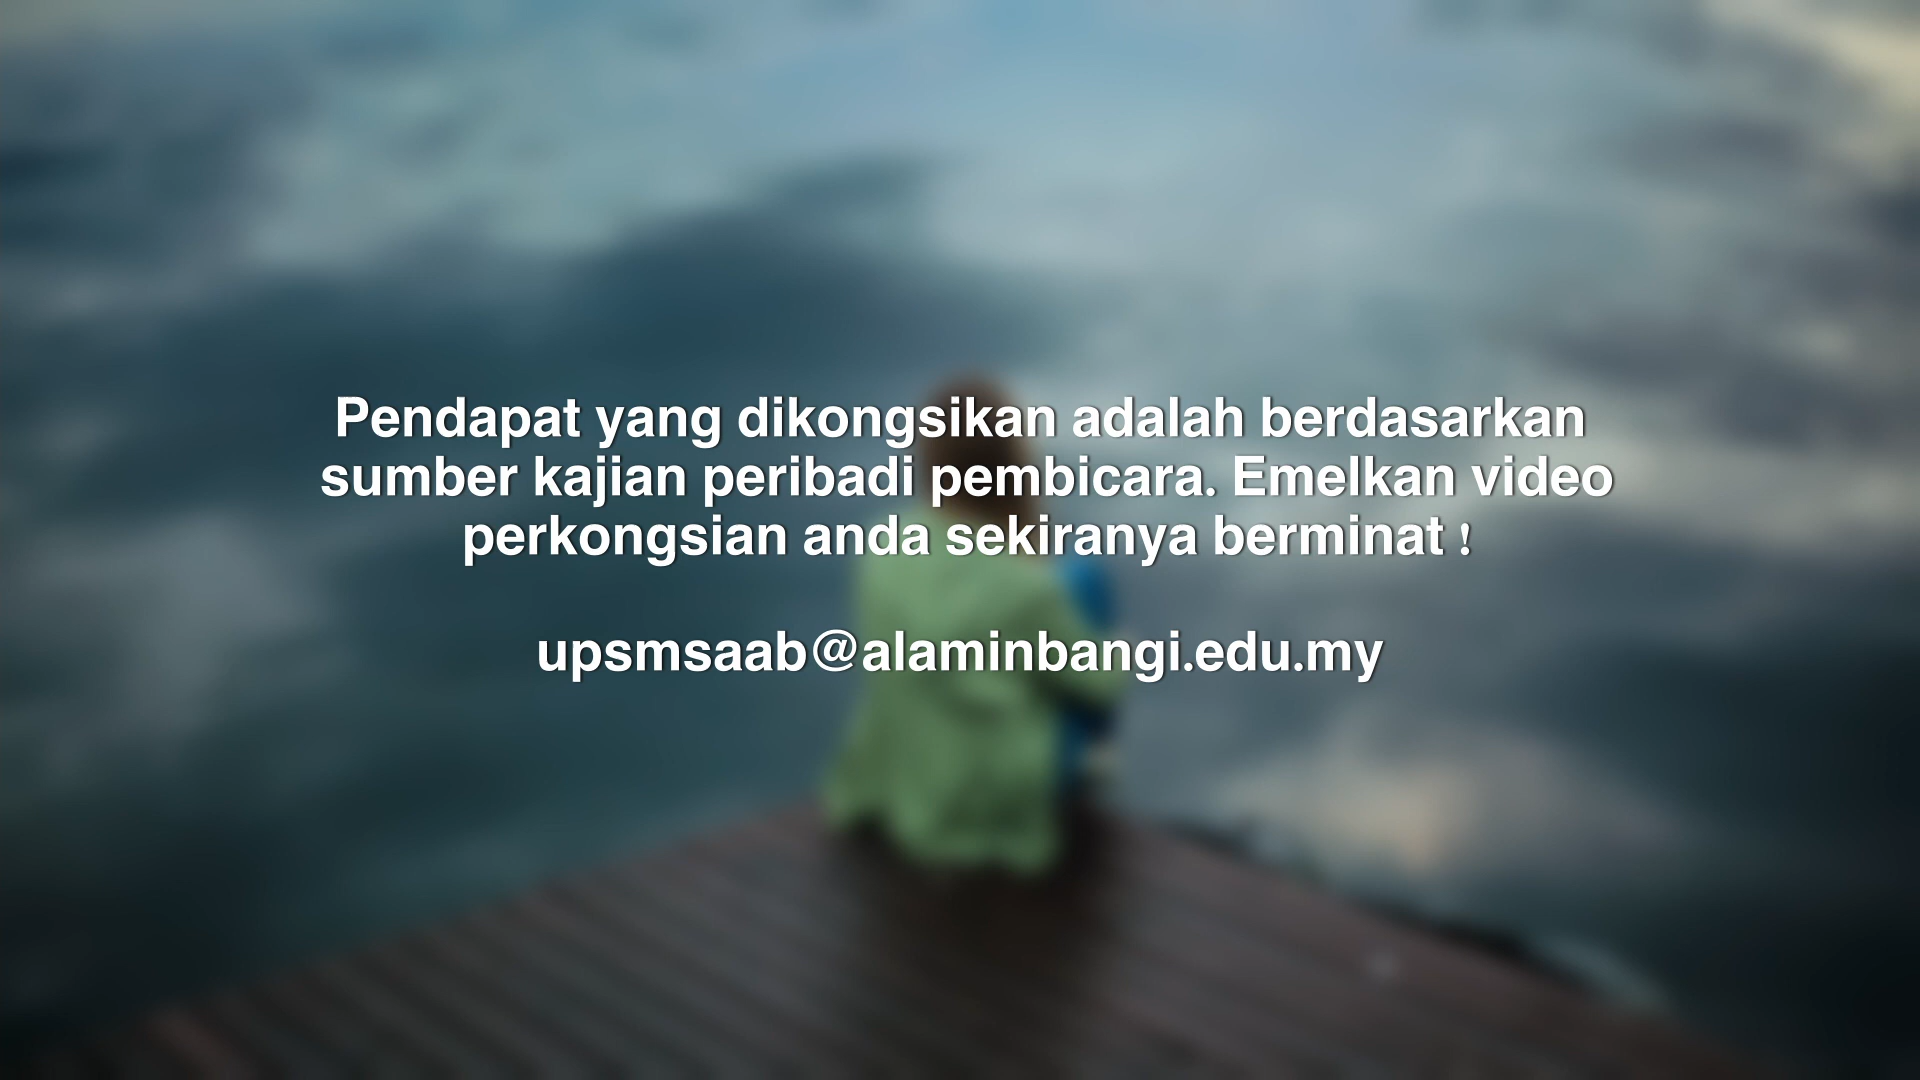 Pendapat yang dikongsikan adalah berdasarkan
sumber kajian peribadi pembicara. Emelkan video
perkongsian anda sekiranya berminat !
upsmsaab@alaminbangi.edu.my